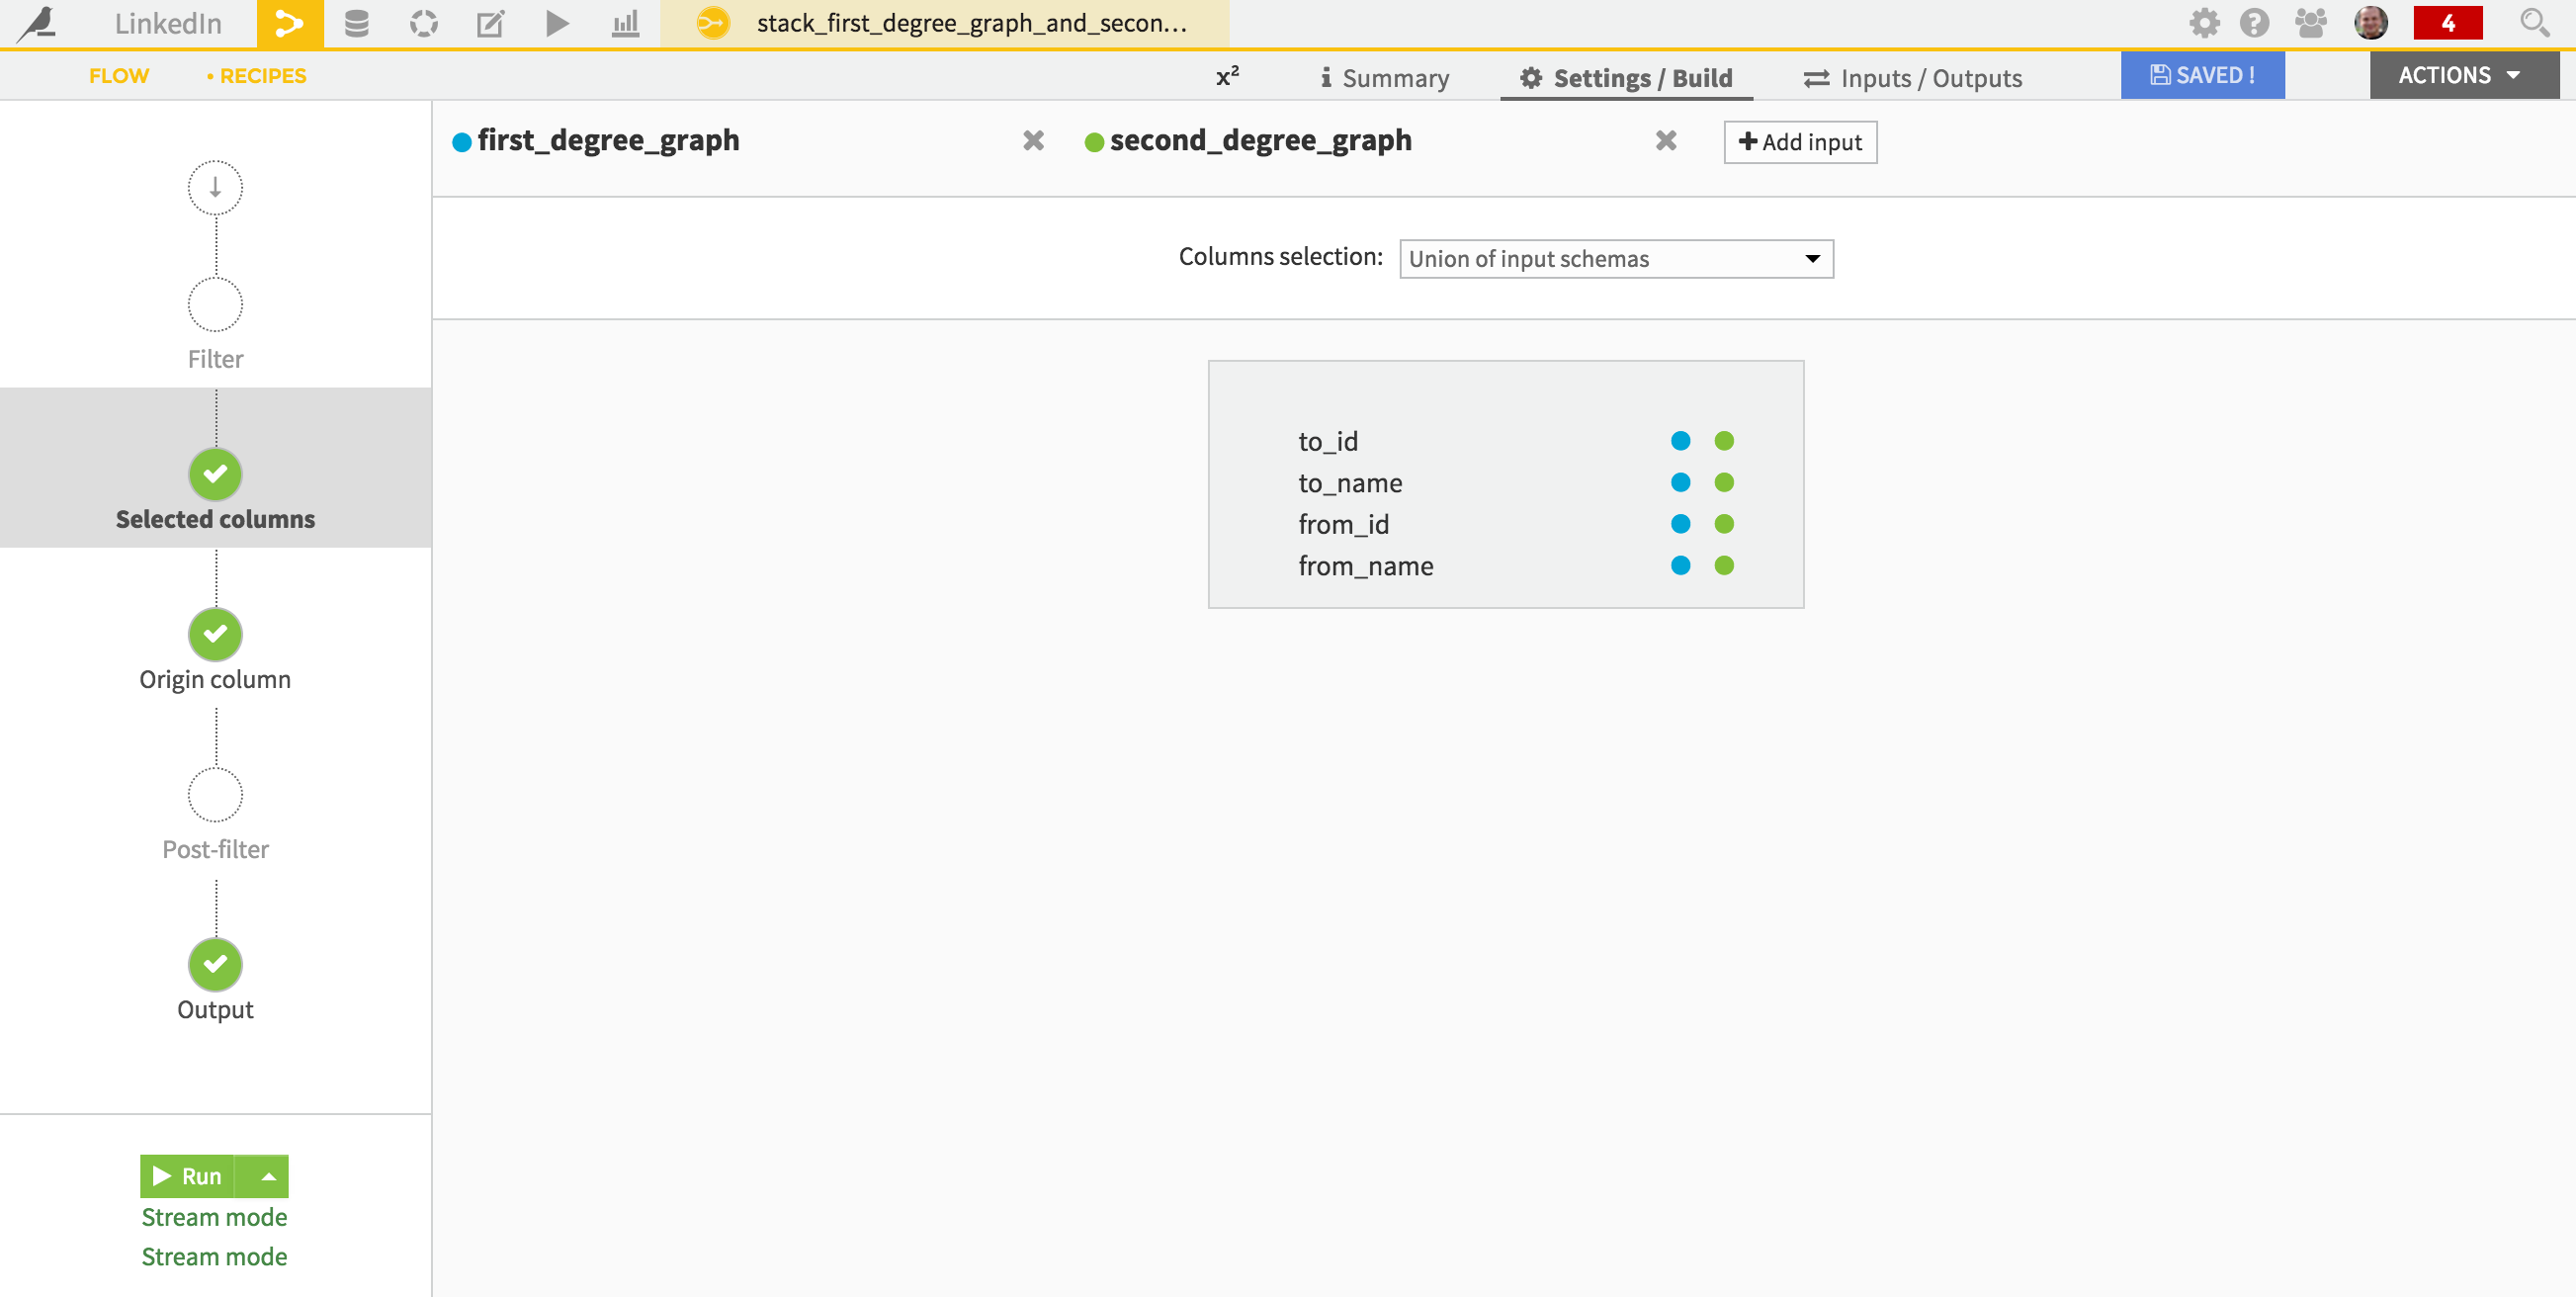 LinkedIn
stack_first_degree_graph_and_secon...
4
FLOW
• RECIPES
x²
Summary
Settings / Build
Inputs / Outputs
SAVED !
ACTIONS
first_degree_graph
second_degree_graph
Add input
Columns selection:
Union of input schemas
Filter
Selected columns
Origin column
Post-filter
Output
to_id
to_name
from_id
from_name
Run
Stream mode
Stream mode